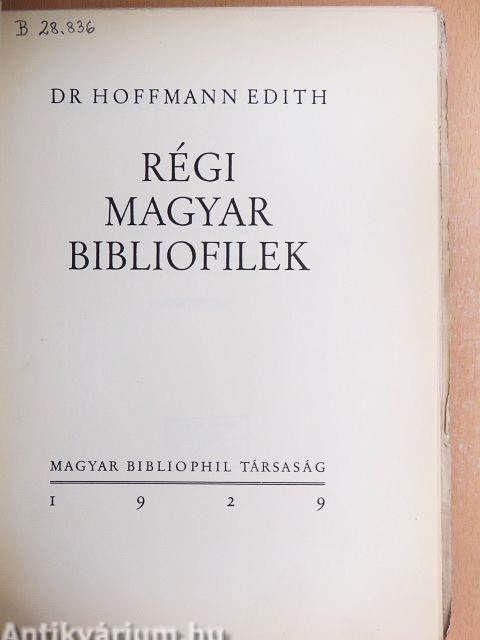 B 28.836
DR HOFFMANN EDITH
RÉGI
MAGYAR
BIBLIOFILEK
MAGYAR BIBLIOPHIL TÁRSASÁG
1 9 2 9
Antikvárium.hu